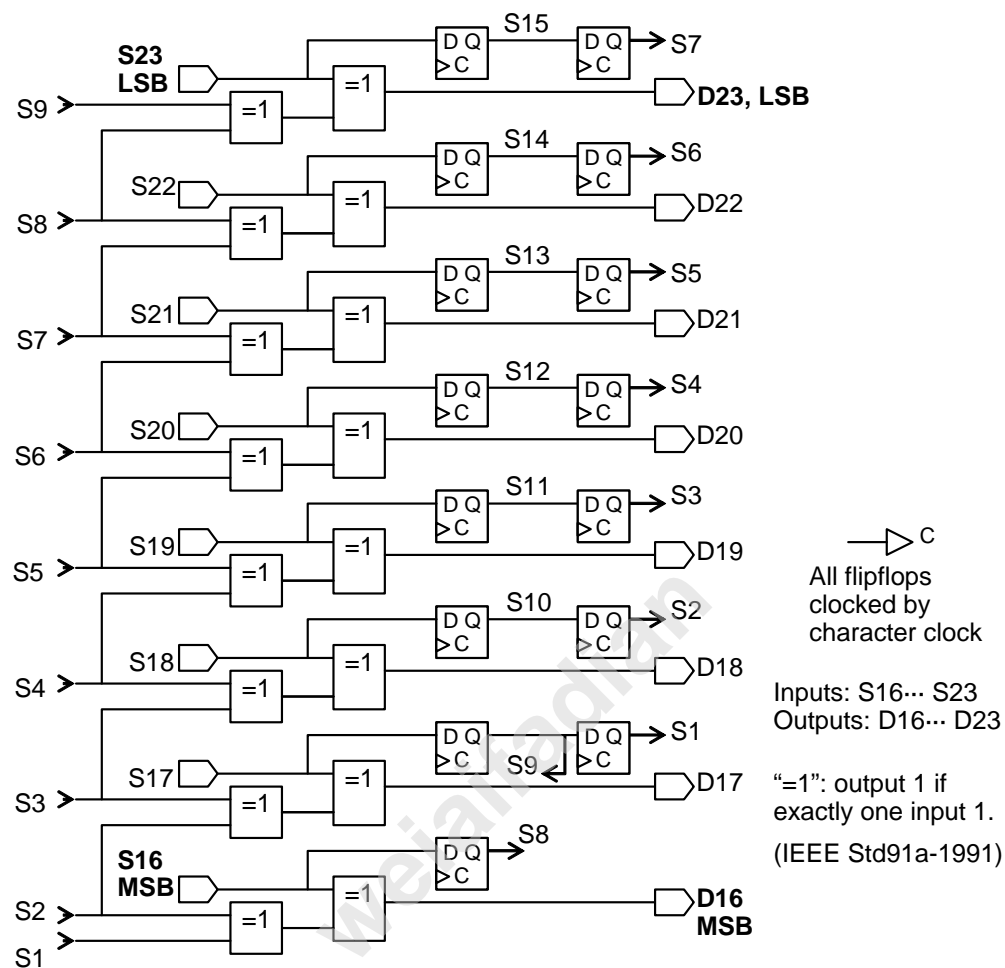 S15
S7
D Q
C
D Q
C
S23
LSB
=1
D23, LSB
S9
=1
S14
S6
D Q
C
D Q
C
S22
=1
D22
S8
=1
S13
S5
D Q
C
D Q
C
S21
=1
D21
S7
=1
S12
S4
D Q
C
D Q
C
S20
=1
D20
S6
=1
S11
S3
D Q
C
D Q
C
S19
=1
D19
S5
=1
S10
S2
D Q
C
D Q
C
S18
=1
D18
S4
=1
S1
D Q
C
D Q
C
S9
S17
=1
D17
S3
=1
S8
D Q
C
S16
MSB
=1
D16
MSB
S2
=1
S1
C
All flipflops
clocked by
character clock
Inputs: S16··· S23
Outputs: D16··· D23
“=1”: output 1 if
exactly one input 1.
(IEEE Std91a-1991)
weiaifadian